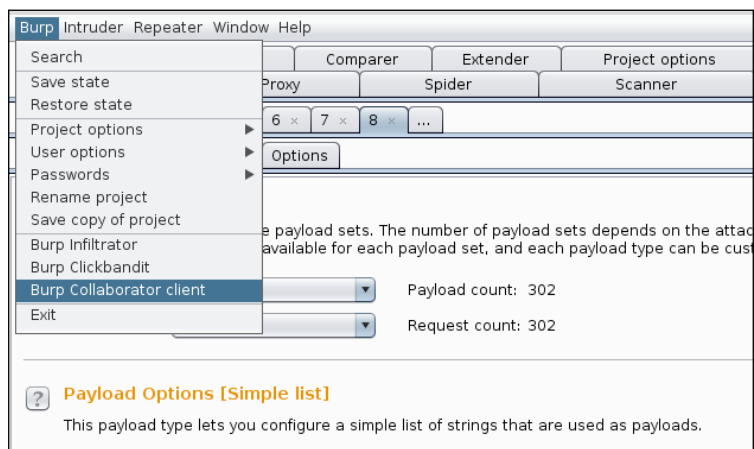 Burp Intruder Repeater Window Help
Search
Save state
Restore state
Project options
User options
Passwords
Rename project
Save copy of project
Burp Infiltrator
Burp Clickbandit
Burp Collaborator client
Exit
Comparer Extender Project options
Proxy Spider Scanner
6 × 7 × 8 × ...
Options
payload sets. The number of payload sets depends on the
available for each payload set, and each payload type can be
Payload count: 302
Request count: 302
? Payload Options [Simple list]
This payload type lets you configure a simple list of strings that are used as payloads.